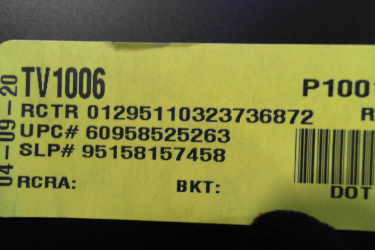 TV1006
P1001
RCTR 01295110323736872
UPC# 60958525263
SLP# 95158157458
RCRA:
BKT:
DOT
04-09-20